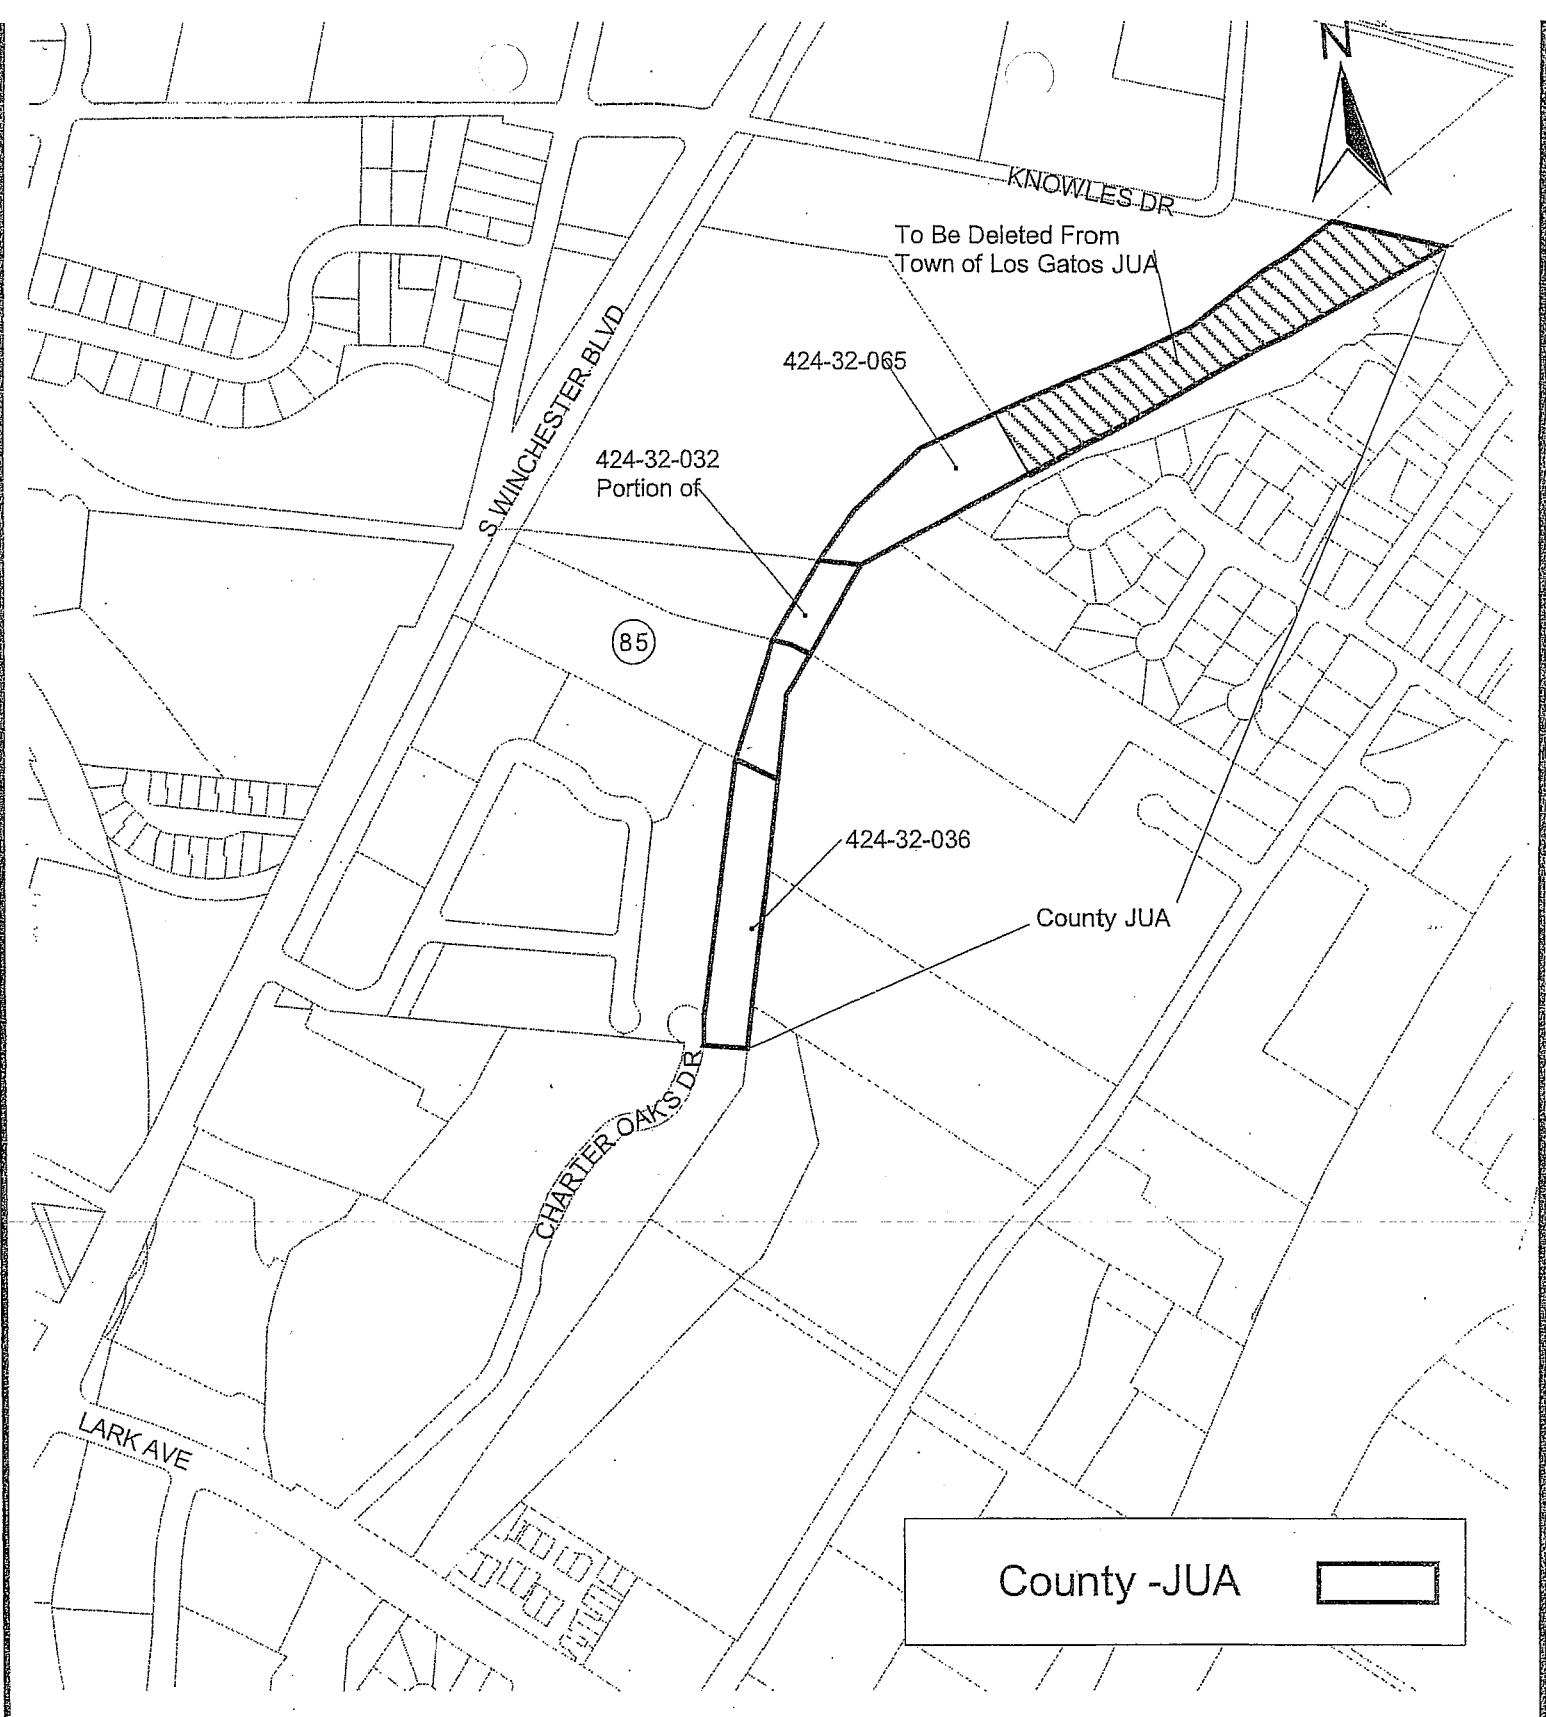 N
KNOWLES DR
To Be Deleted From
Town of Los Gatos JUA
424-32-065
S WINCHESTER BLVD
424-32-032
Portion of
85
424-32-036
County JUA
CHARTER OAKS DR
LARK AVE
County -JUA